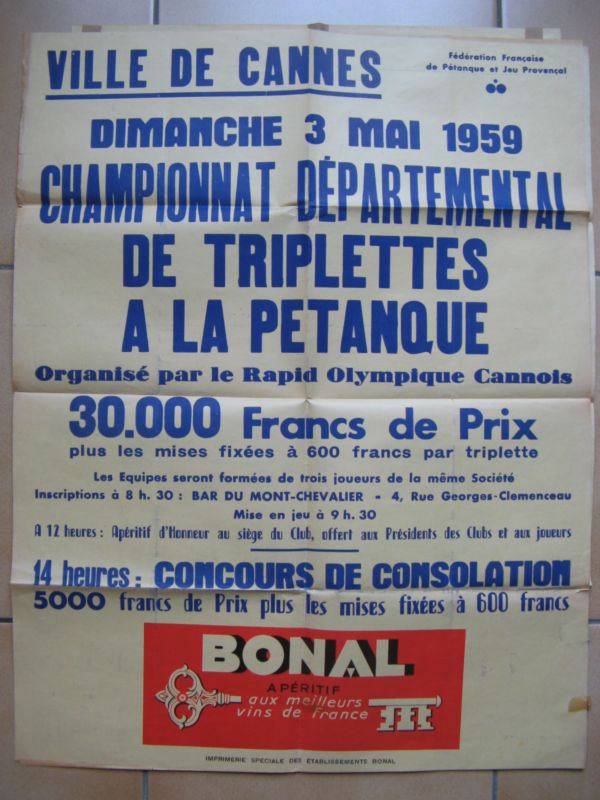 VILLE DE CANNES
Fédération Française
de Pétanque et Jeu Provençal
DIMANCHE 3 MAI 1959
CHAMPIONNAT DÉPARTEMENTAL
DE TRIPLETTES
A LA PETANQUE
Organisé par le Rapid Olympique Cannois
30.000 Francs de Prix
plus les mises fixées à 600 francs par triplette
Les Equipes seront formées de trois joueurs de la même Société
Inscriptions à 8 h. 30 : BAR DU MONT-CHEVALIER - 4, Rue Georges-Clemenceau
Mise en jeu à 9 h. 30
A 12 heures : Apéritif d'Honneur au siège du Club, offert aux Présidents des Clubs et aux joueurs
14 heures : CONCOURS DE CONSOLATION
5000 francs de Prix plus les mises fixées à 600 francs
BONAL
APÉRITIF
aux meilleurs
vins de France
IMPRIMERIE SPÉCIALE DES ÉTABLISSEMENTS BONAL